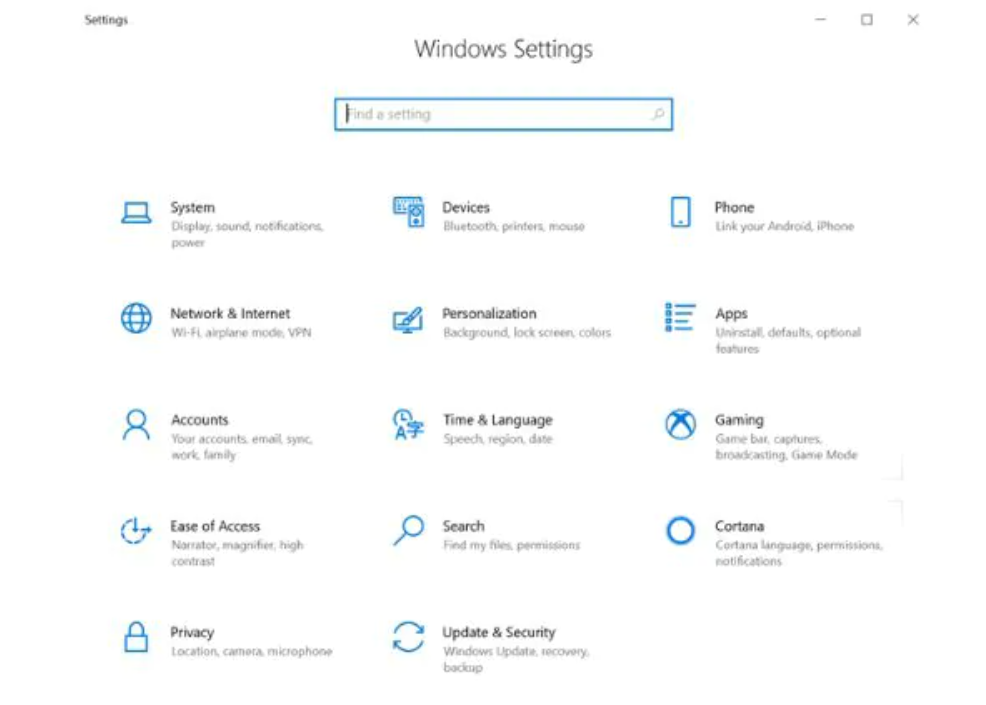 Settings
Windows Settings
Find a setting
System
Display, sound, notifications,
power
Devices
Bluetooth, printers, mouse
Phone
Link your Android, iPhone
Network & Internet
Wi-Fi, airplane mode, VPN
Personalization
Background, lock screen, colors
Apps
Uninstall, defaults, optional
features
Accounts
Your accounts, email, sync,
work, family
Time & Language
Speech, region, date
Gaming
Game bar, captures,
broadcasting, Game Mode
Ease of Access
Narrator, magnifier, high
contrast
Search
Find my files, permissions
Cortana
Cortana language, permissions,
notifications
Privacy
Location, camera, microphone
Update & Security
Windows Update, recovery,
backup